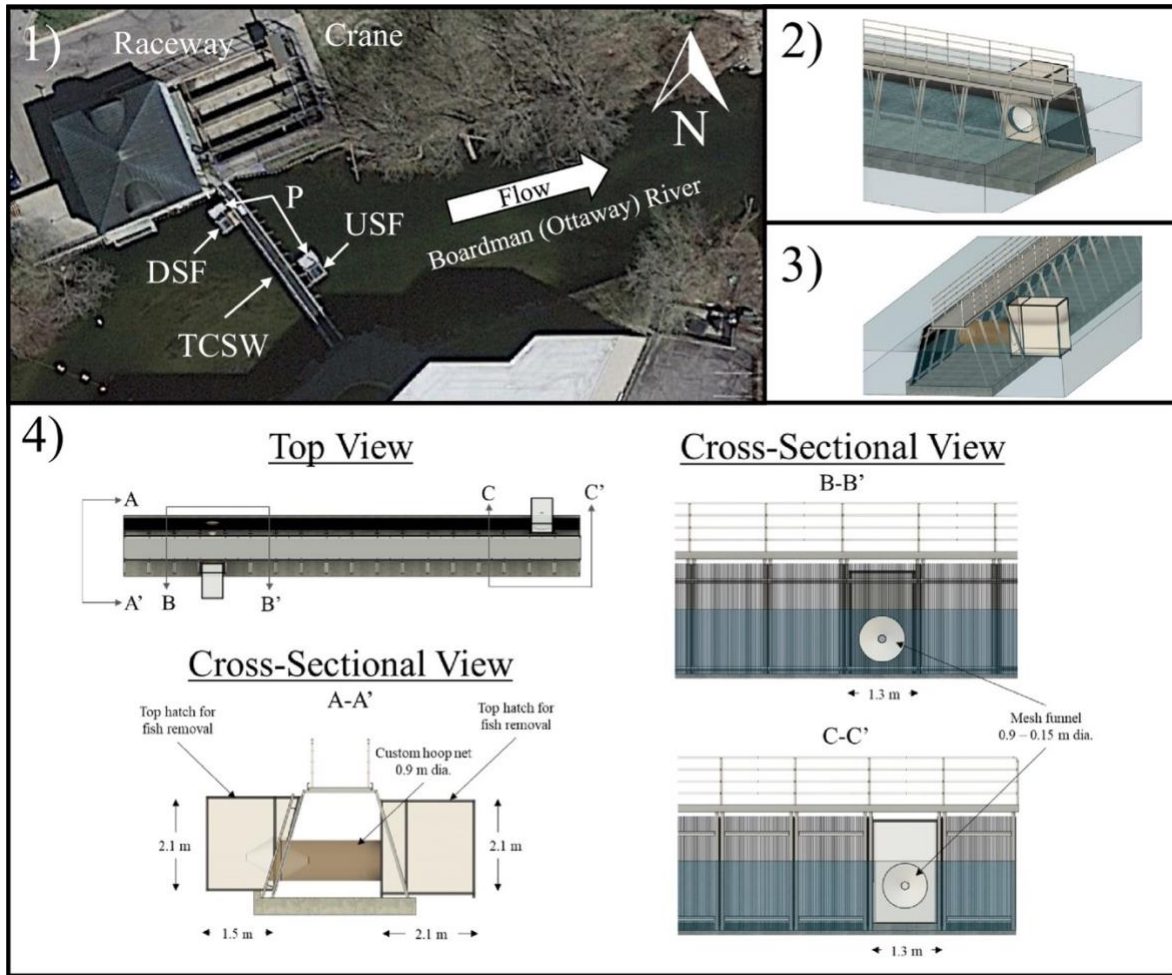 1)
Raceway
Crane
N
P
DSF
USF
TCSW
Flow
Boardman (Ottaway) River
2)
3)
4)
Top View
A
A'
B
B'
C
C'
Cross-Sectional View
A-A'
Top hatch for
fish removal
Custom hoop net
0.9 m dia.
Top hatch for
fish removal
2.1 m
2.1 m
1.5 m
2.1 m
Cross-Sectional View
B-B'
1.3 m
Mesh funnel
0.9 – 0.15 m dia.
C-C'
1.3 m